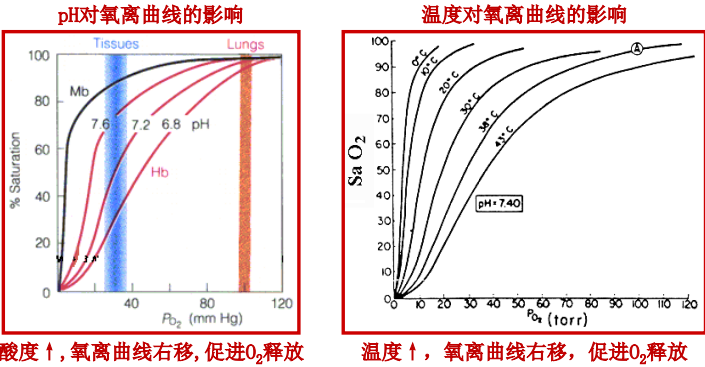 pH对氧离曲线的影响
温度对氧离曲线的影响
Tissues
Lungs
100
80
60
40
20
0
% Saturation
Mb
7.6
7.2
6.8
pH
Hb
40
80
120
PO2 (mm Hg)
100
90
80
70
60
50
40
30
20
10
0
Sa O2
0°C
10°C
20°C
30°C
38°C
43°C
A
pH=7.40
0
10
20
30
40
50
60
70
80
90
100
110
120
PO2 (torr)
酸度↑,氧离曲线右移,促进O2释放
温度↑，氧离曲线右移，促进O2释放